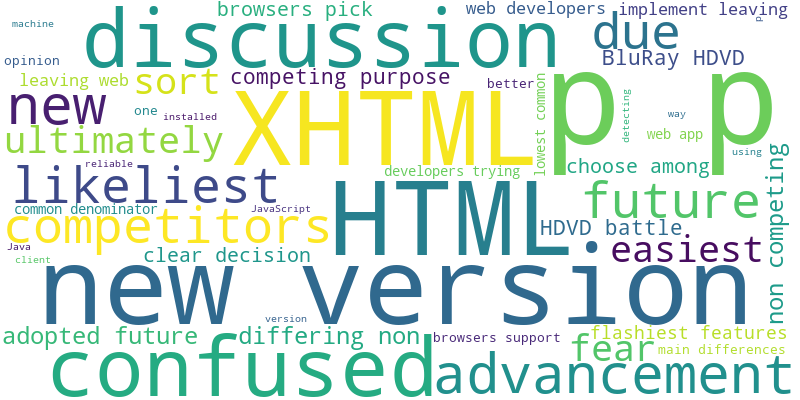 machine
browsers pick
web developers
implement leaving
p
discussion
due
opinion
BluRay HDVD
leaving web
sort
competing purpose
better
new
one
installed
XHTML
lowest common
p p
detecting
way
web app
ultimately
using
reliable
developers trying
choose among
likeliest
common denominator
JavaScript
HTML
future
non competing
competitors
HDVD battle
Java
clear decision
easiest
client
new version
version
adopted future
differing non
browsers support
flashiest features
fear
main differences
confused
advancement